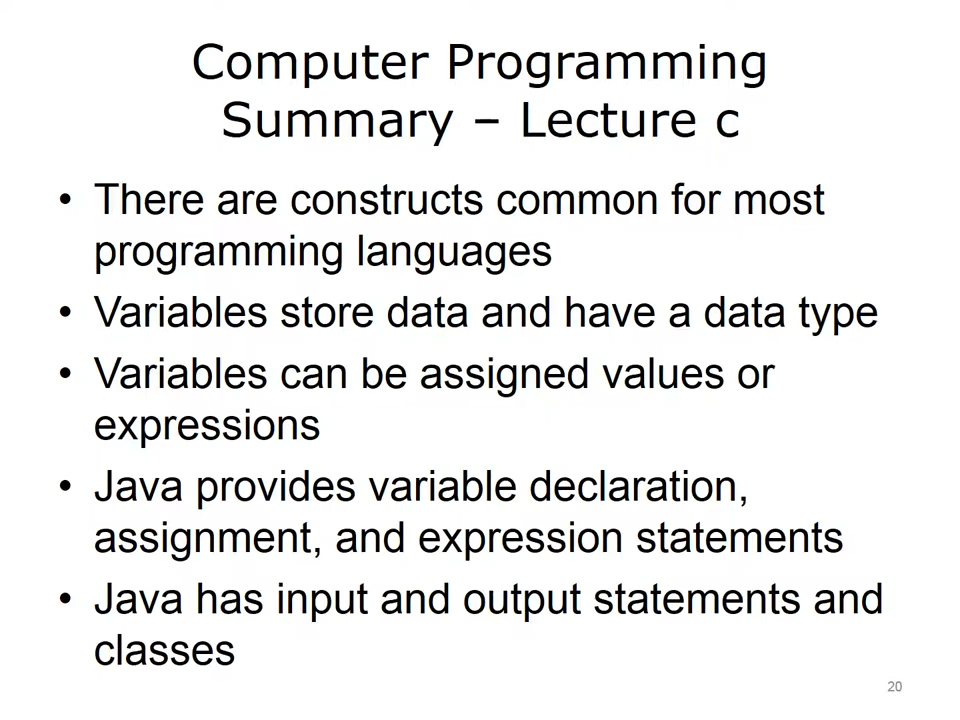 Computer Programming
Summary – Lecture c
• There are constructs common for most
programming languages
• Variables store data and have a data type
• Variables can be assigned values or
expressions
• Java provides variable declaration,
assignment, and expression statements
• Java has input and output statements and
classes
20